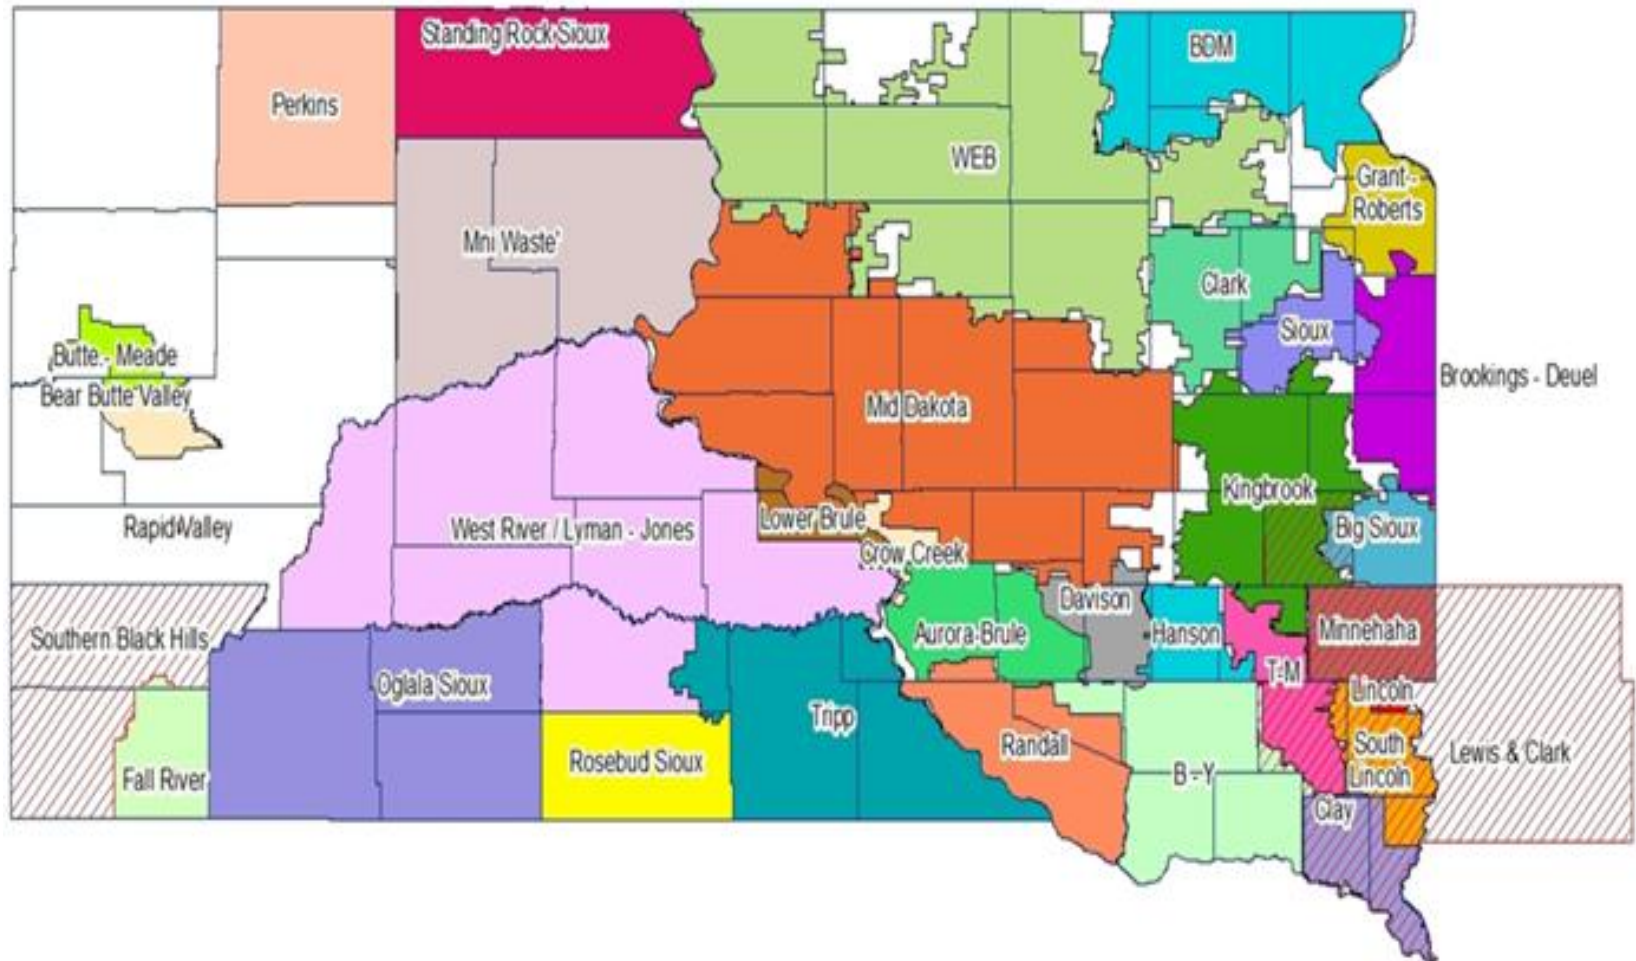 Standing Rock Sioux
BDM
Perkins
WEB
Grant -
Roberts
Mni Waste'
Clark
Sioux
Butte - Meade
Bear Butte Valley
Brookings - Deuel
Mid Dakota
Kingbrook
Rapid Valley
West River / Lyman - Jones
Lower Brule
Big Sioux
Crow Creek
Davison
Southern Black Hills
Aurora-Brule
Hanson
Minnehaha
T-M
Oglala Sioux
Lincoln
Tripp
Randall
South
Lincoln
Lewis & Clark
Rosebud Sioux
Fall River
B - Y
Clay